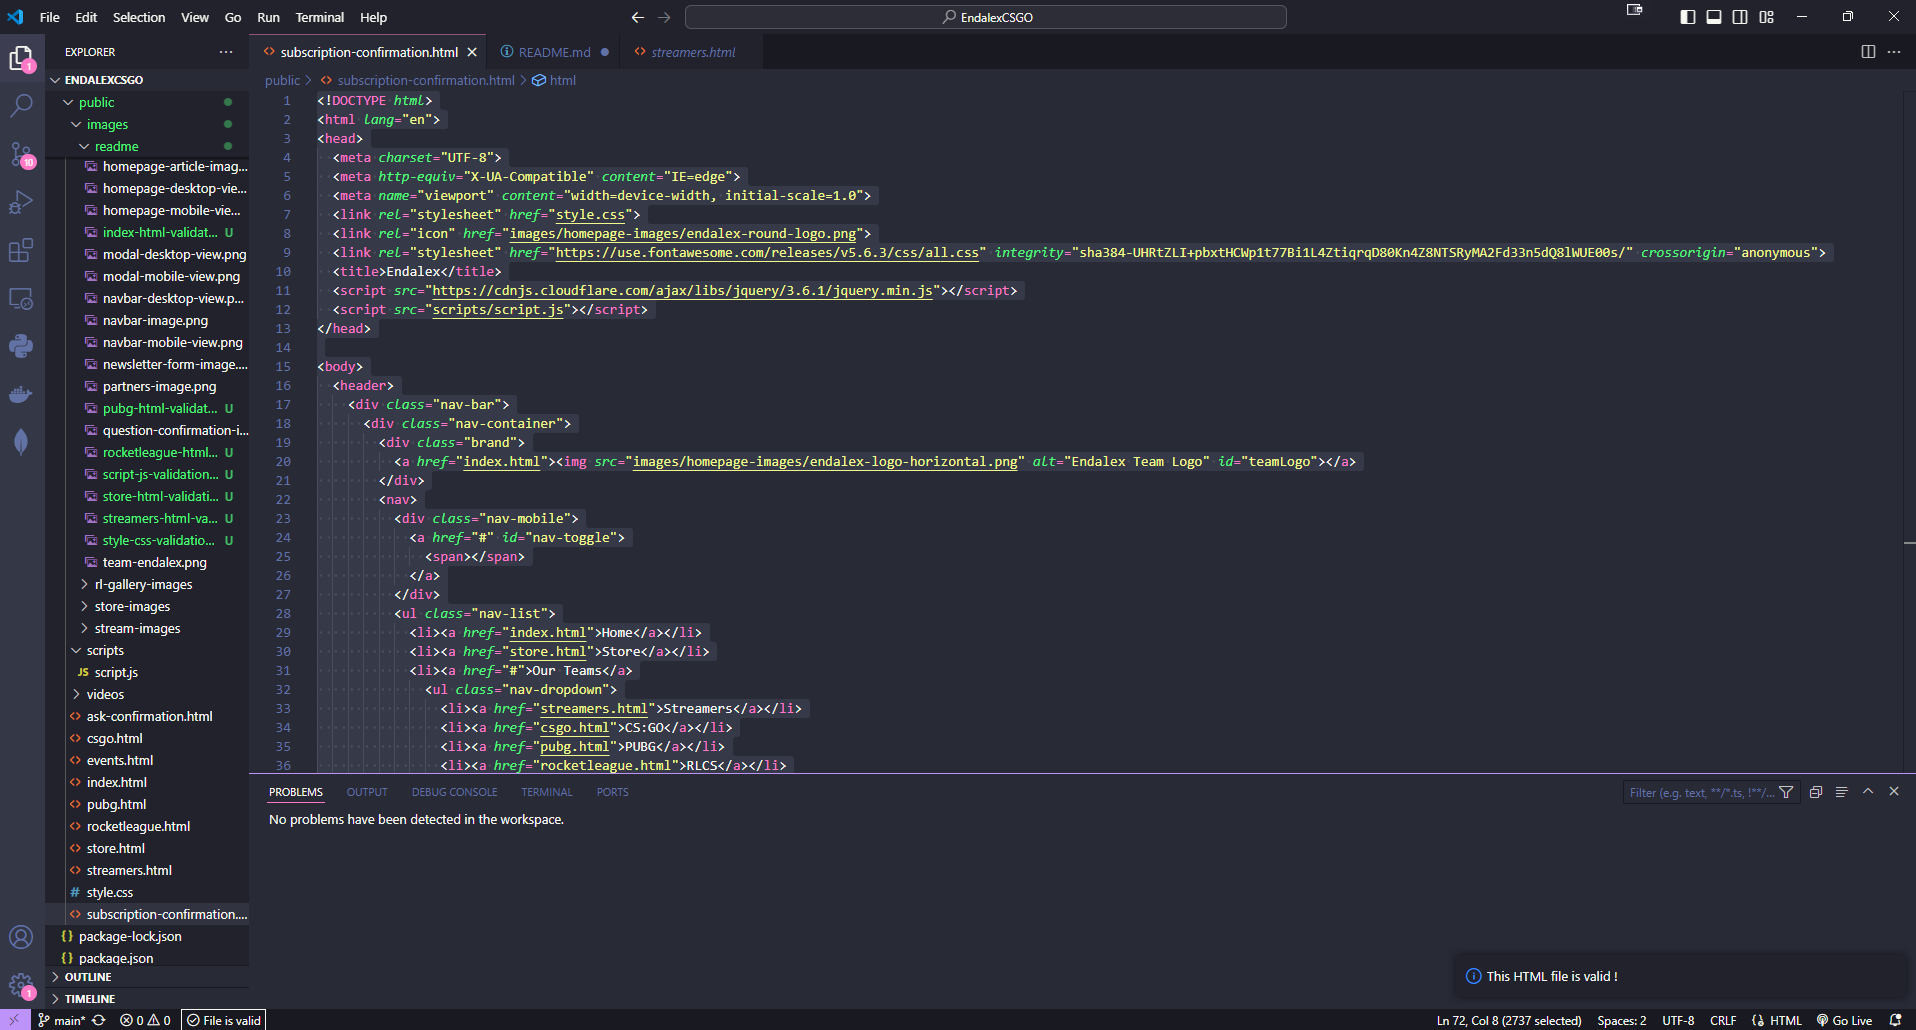 File Edit Selection View Go Run Terminal Help
EndalexCSGO
EXPLORER
subscription-confirmation.html
README.md
streamers.html
ENDALEXCSGO
public
images
readme
homepage-article-imag...
homepage-desktop-vie...
homepage-mobile-vie...
index-html-validat... U
modal-desktop-view.png
modal-mobile-view.png
navbar-desktop-view.p...
navbar-image.png
navbar-mobile-view.png
newsletter-form-image....
partners-image.png
pubg-html-validat... U
question-confirmation-i...
rocketleague-html... U
script-js-validation... U
store-html-validati... U
streamers-html-va... U
style-css-validatio... U
team-endalex.png
rl-gallery-images
store-images
stream-images
scripts
JS script.js
videos
ask-confirmation.html
csgo.html
events.html
index.html
pubg.html
rocketleague.html
store.html
streamers.html
# style.css
subscription-confirmation....
{} package-lock.json
{} package.json
OUTLINE
TIMELINE
1
10
1
public > subscription-confirmation.html > html
1 <!DOCTYPE html>
2 <html lang="en">
3 <head>
4 <meta charset="UTF-8">
5 <meta http-equiv="X-UA-Compatible" content="IE=edge">
6 <meta name="viewport" content="width=device-width, initial-scale=1.0">
7 <link rel="stylesheet" href="style.css">
8 <link rel="icon" href="images/homepage-images/endalex-round-logo.png">
9 <link rel="stylesheet" href="https://use.fontawesome.com/releases/v5.6.3/css/all.css" integrity="sha384-UHRtZLI+pbxtHCWp1t77Bi1L4ZtiqrqD80Kn4Z8NTSRyMA2Fd33n5dQ8lWUE00s/" crossorigin="anonymous">
10 <title>Endalex</title>
11 <script src="https://cdnjs.cloudflare.com/ajax/libs/jquery/3.6.1/jquery.min.js"></script>
12 <script src="scripts/script.js"></script>
13 </head>
14
15 <body>
16 <header>
17 <div class="nav-bar">
18 <div class="nav-container">
19 <div class="brand">
20 <a href="index.html"><img src="images/homepage-images/endalex-logo-horizontal.png" alt="Endalex Team Logo" id="teamLogo"></a>
21 </div>
22 <nav>
23 <div class="nav-mobile">
24 <a href="#" id="nav-toggle">
25 <span></span>
26 </a>
27 </div>
28 <ul class="nav-list">
29 <li><a href="index.html">Home</a></li>
30 <li><a href="store.html">Store</a></li>
31 <li><a href="#">Our Teams</a>
32 <ul class="nav-dropdown">
33 <li><a href="streamers.html">Streamers</a></li>
34 <li><a href="csgo.html">CS:GO</a></li>
35 <li><a href="pubg.html">PUBG</a></li>
36 <li><a href="rocketleague.html">RLCS</a></li>
PROBLEMS OUTPUT DEBUG CONSOLE TERMINAL PORTS
Filter (e.g. text, **/*.ts, !**/...
No problems have been detected in the workspace.
This HTML file is valid !
main* 0 0 File is valid
Ln 72, Col 8 (2737 selected) Spaces: 2 UTF-8 CRLF HTML Go Live